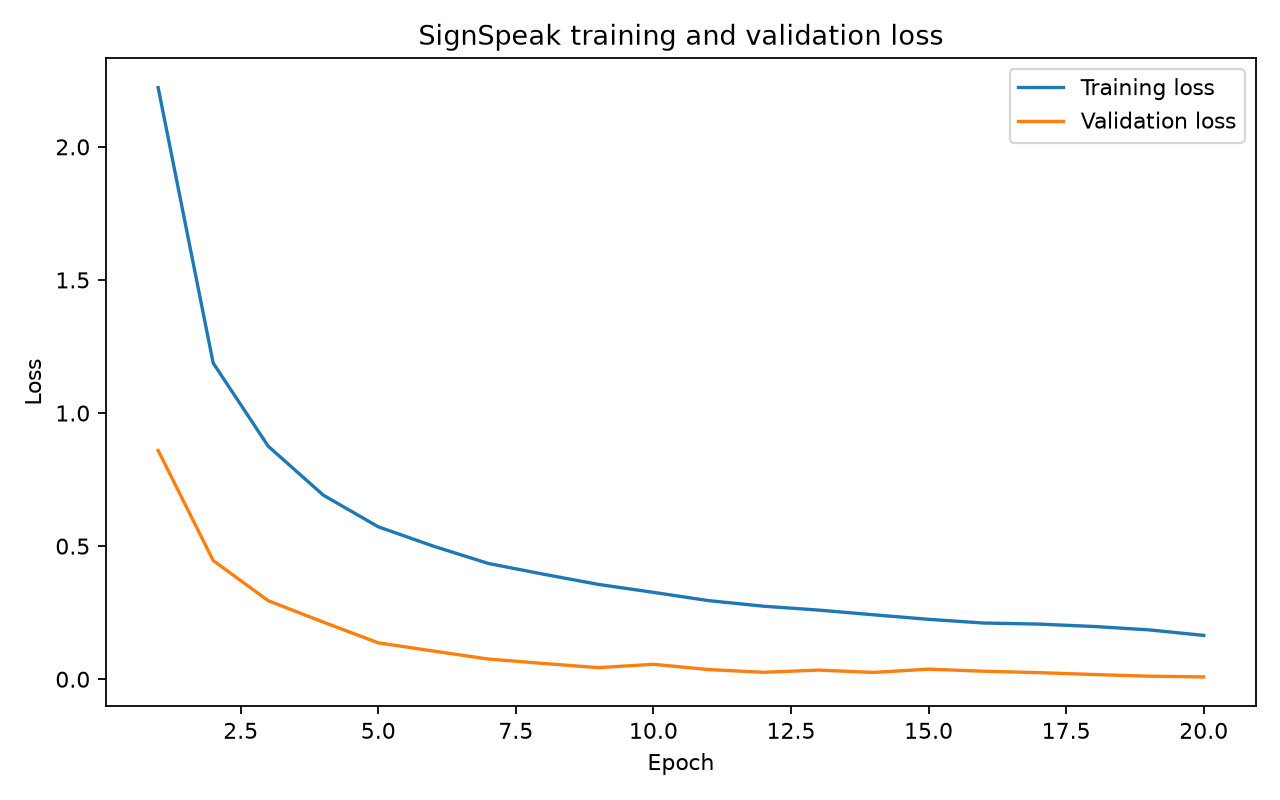 SignSpeak training and validation loss
Training loss
Validation loss
2.0
1.5
1.0
0.5
0.0
Loss
2.5 5.0 7.5 10.0 12.5 15.0 17.5 20.0
Epoch